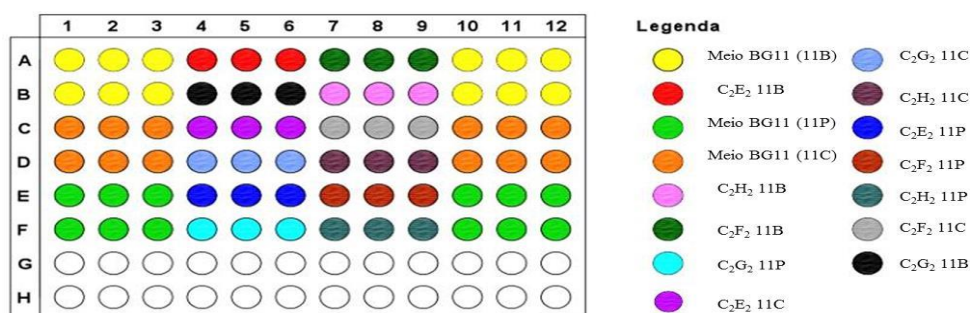 1 2 3 4 5 6 7 8 9 10 11 12
A
B
C
D
E
F
G
H
Legenda
Meio BG11 (11B)
C₂E₂ 11B
Meio BG11 (11P)
Meio BG11 (11C)
C₂H₂ 11B
C₂F₂ 11B
C₂G₂ 11P
C₂E₂ 11C
C₂G₂ 11C
C₂H₂ 11C
C₂E₂ 11P
C₂F₂ 11P
C₂H₂ 11P
C₂F₂ 11C
C₂G₂ 11B